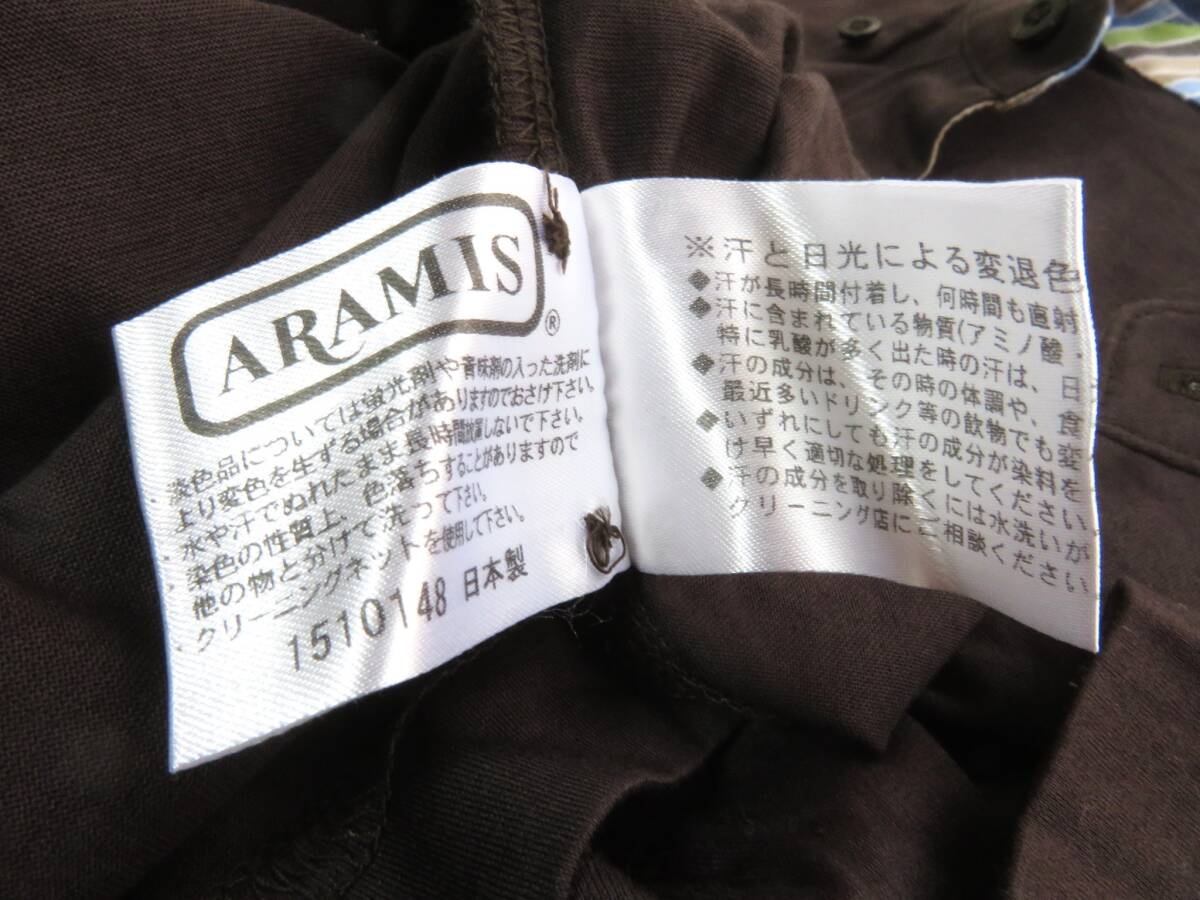 ARAMIS
®
・淡色品については蛍光剤や青味剤の入った洗剤に
より変色を生ずる場合がありますのでおさけ下さい。
・水や汗でぬれたまま長時間放置しないで下さい。
・染色の性質上、色落ちすることがありますので
他の物と分けて洗って下さい。
・クリーニングネットを使用して下さい。
1510148 日本製
※汗と日光による変退色
◆汗が長時間付着し、何時間も直射
◆汗に含まれている物質(アミノ酸・
特に乳酸が多く出た時の汗は、日
◆汗の成分は、その時の体調や、食
最近多いドリンク等の飲物でも変
◆いずれにしても汗の成分が染料を
け早く適切な処理をしてください
◆汗の成分を取り除くには水洗いが
クリーニング店にご相談ください